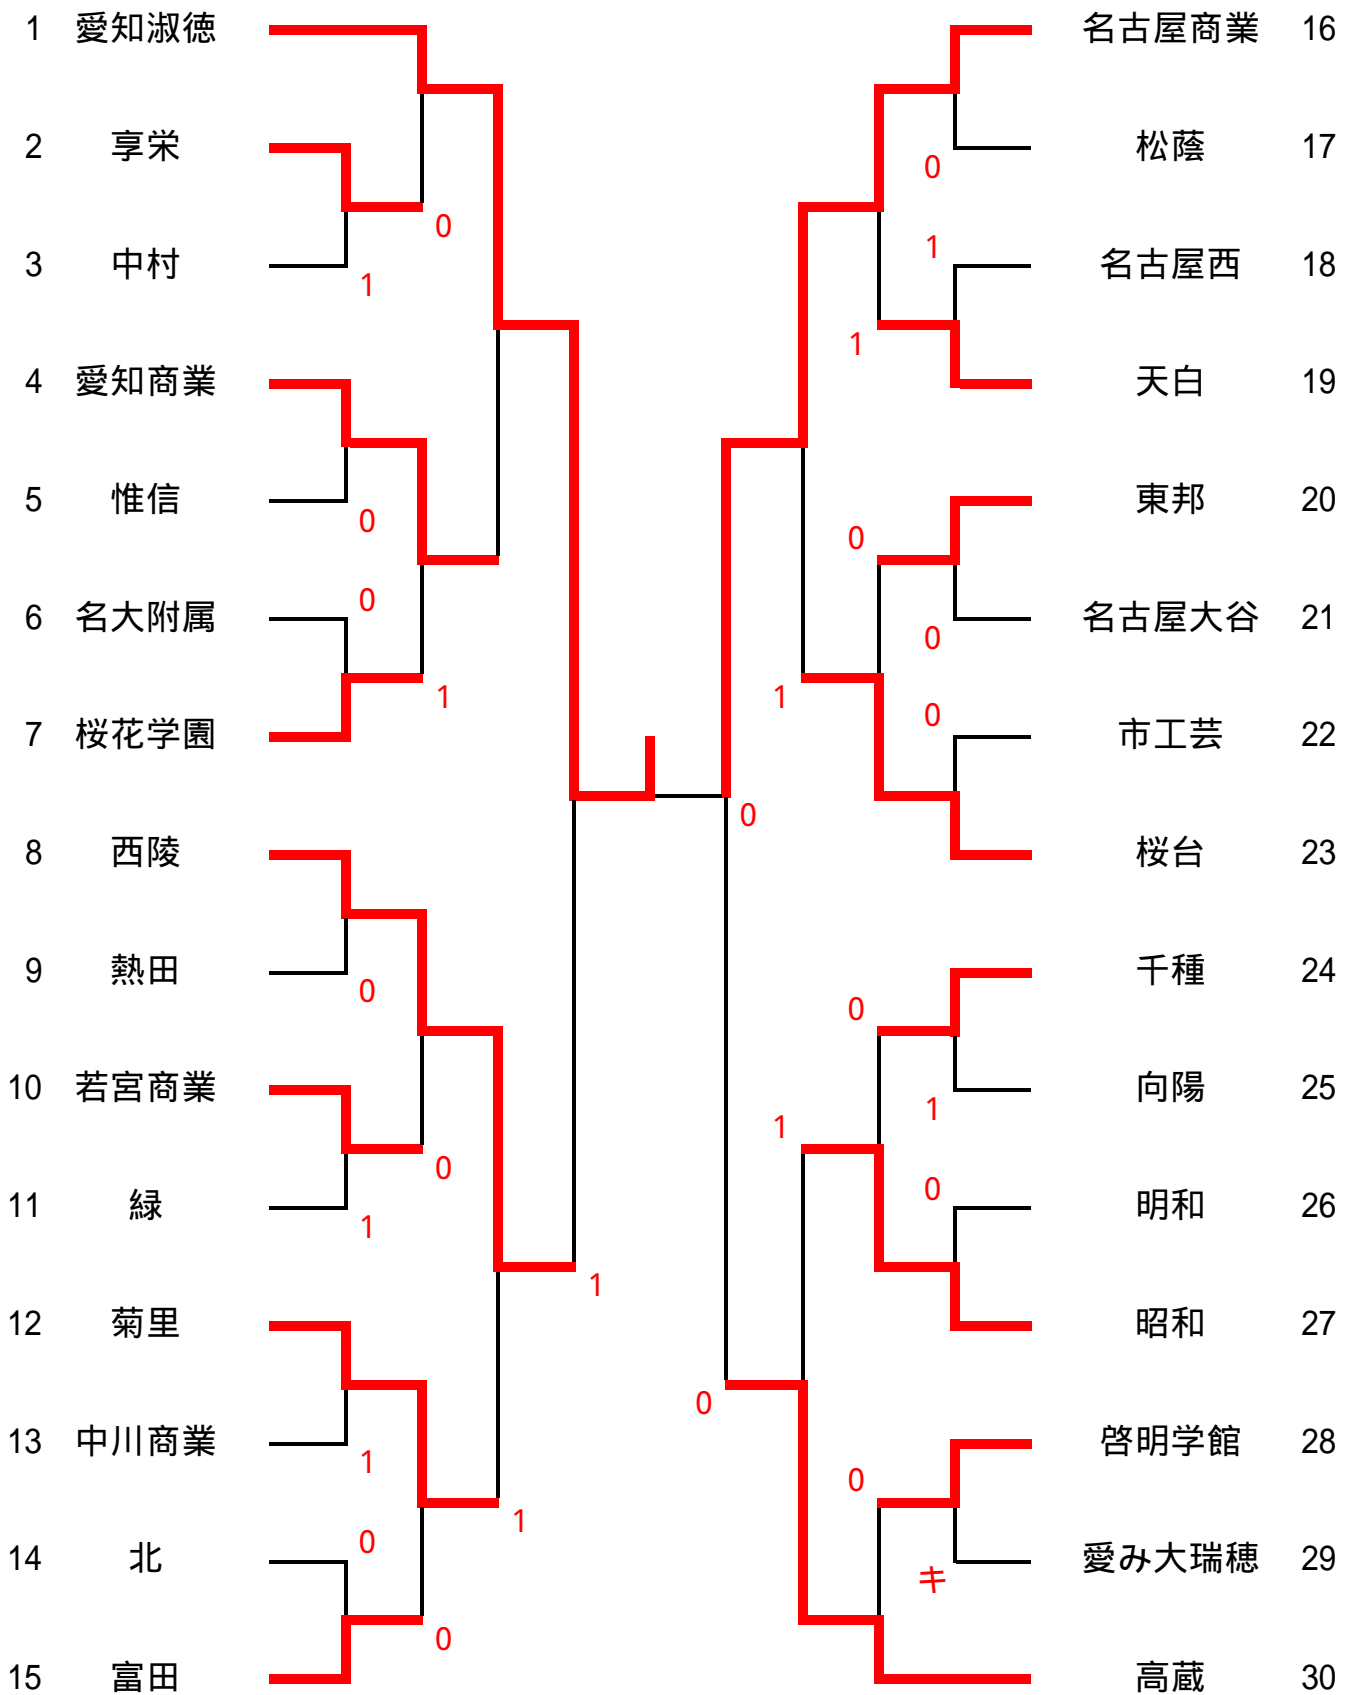 1 愛知淑徳
2 享栄
0
3 中村
1
4 愛知商業
5 惟信
0
0
6 名大附属
1
7 桜花学園
8 西陵
9 熱田
0
10 若宮商業
0
11 緑
1
1
12 菊里
13 中川商業
1
1
0
14 北
0
15 富田
名古屋商業 16
松蔭 17
0
1
名古屋西 18
1
天白 19
東邦 20
0
名古屋大谷 21
0
1
0
市工芸 22
0
桜台 23
千種 24
0
向陽 25
1
1
0
明和 26
昭和 27
0
啓明学館 28
0
愛み大瑞穂 29
キ
高蔵 30